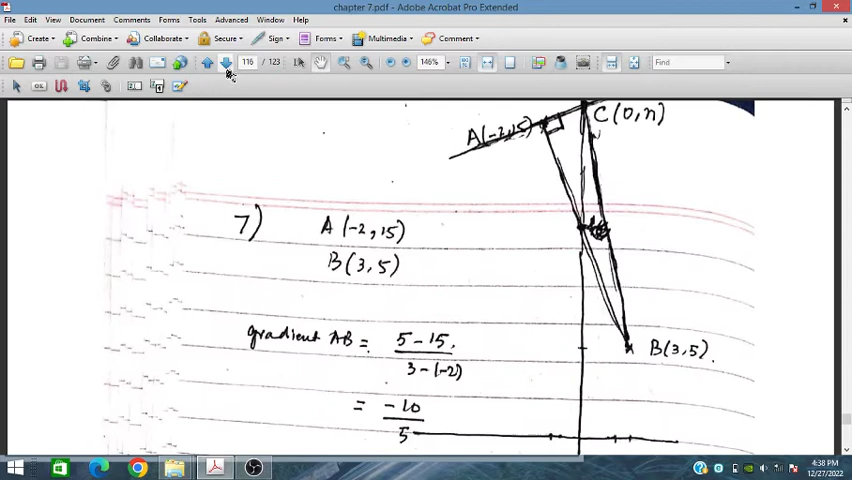 chapter 7.pdf - Adobe Acrobat Pro Extended
File Edit View Document Comments Forms Tools Advanced Window Help
Create Combine Collaborate Secure Sign Forms Multimedia Comment
116 / 123 146% Find
C(0,n)
A(-2,15)
7) A(-2,15)
B(3,5)
gradient AB = 5-15
3-(-2)
B(3,5).
= -10
5
4:38 PM
12/27/2022